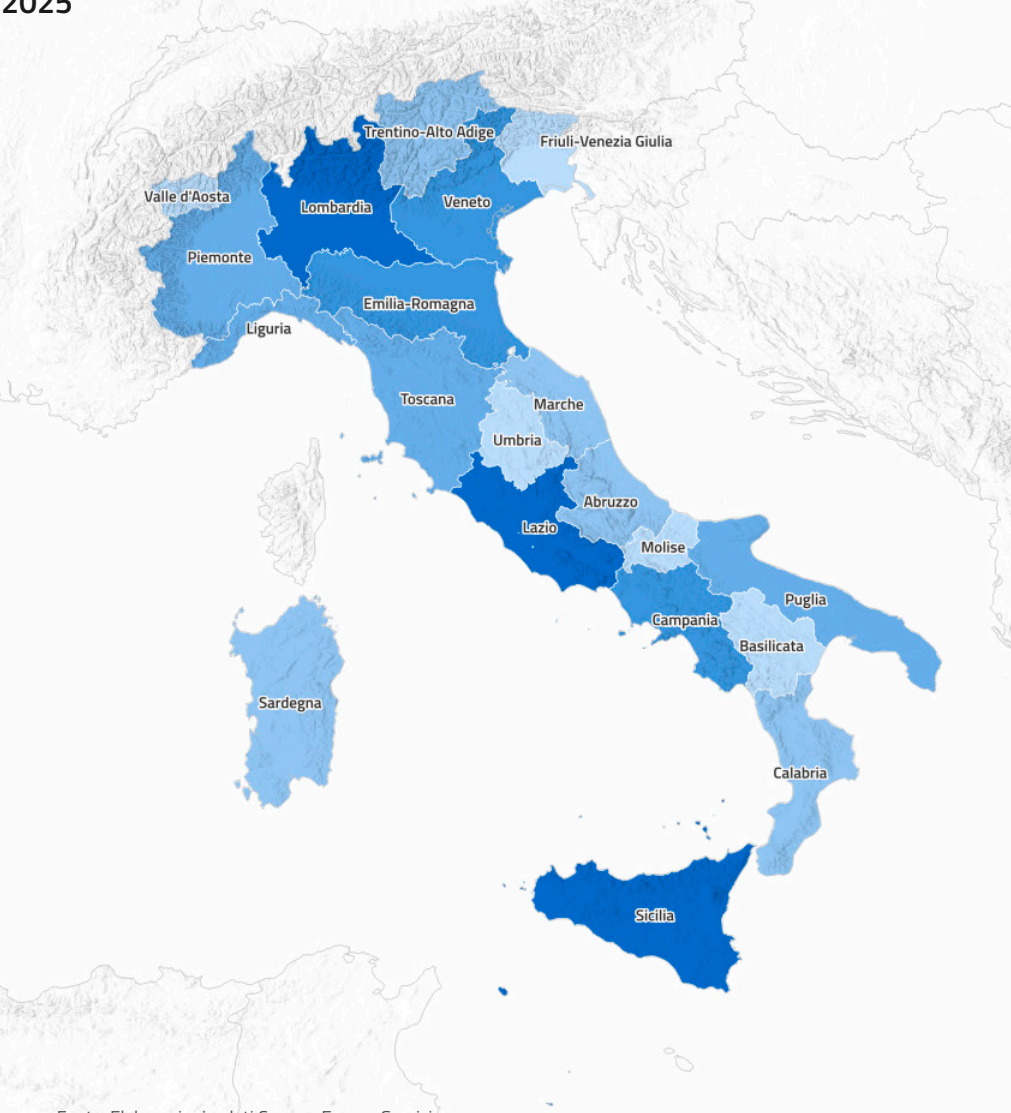 2025
Trentino-Alto Adige
Friuli-Venezia Giulia
Valle d'Aosta
Lombardia
Veneto
Piemonte
Emilia-Romagna
Liguria
Toscana
Marche
Umbria
Abruzzo
Lazio
Molise
Puglia
Campania
Basilicata
Sardegna
Calabria
Sicilia